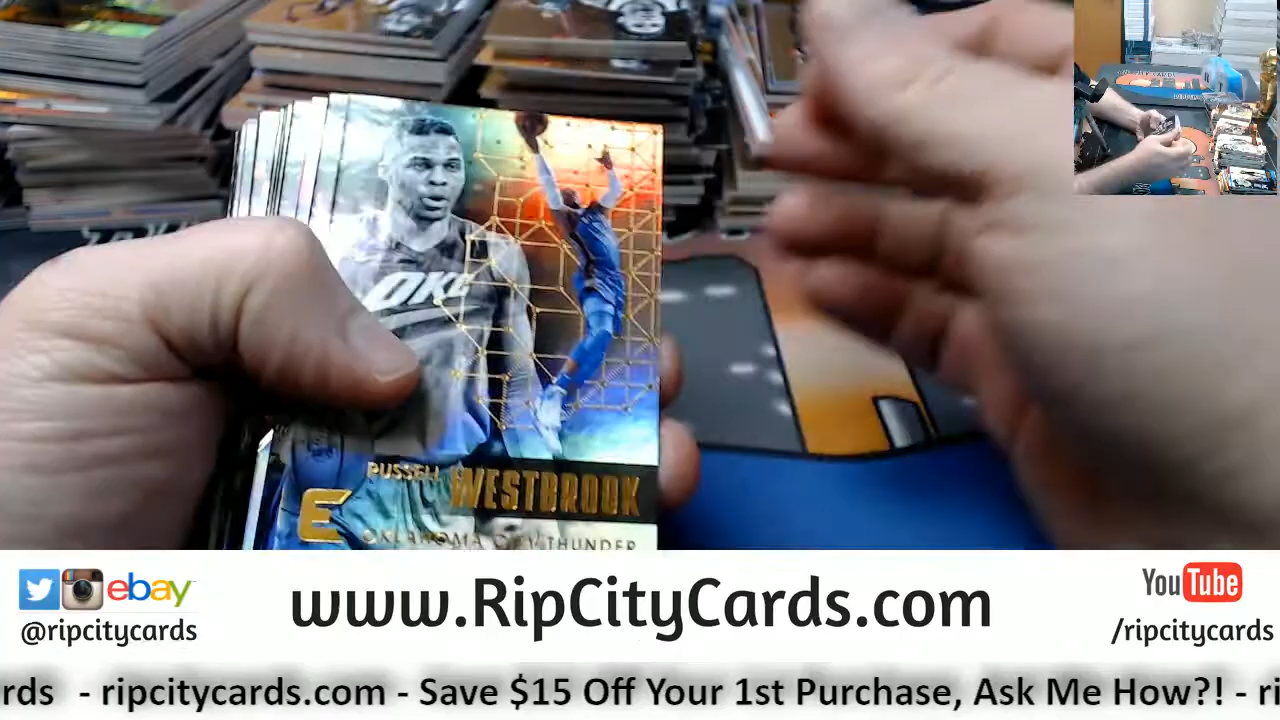 OKC
RUSSELL WESTBROOK
E
OKLAHOMA CITY THUNDER
ebay
@ripcitycards
www.RipCityCards.com
YouTube
/ripcitycards
rds - ripcitycards.com - Save $15 Off Your 1st Purchase, Ask Me How?! - ri